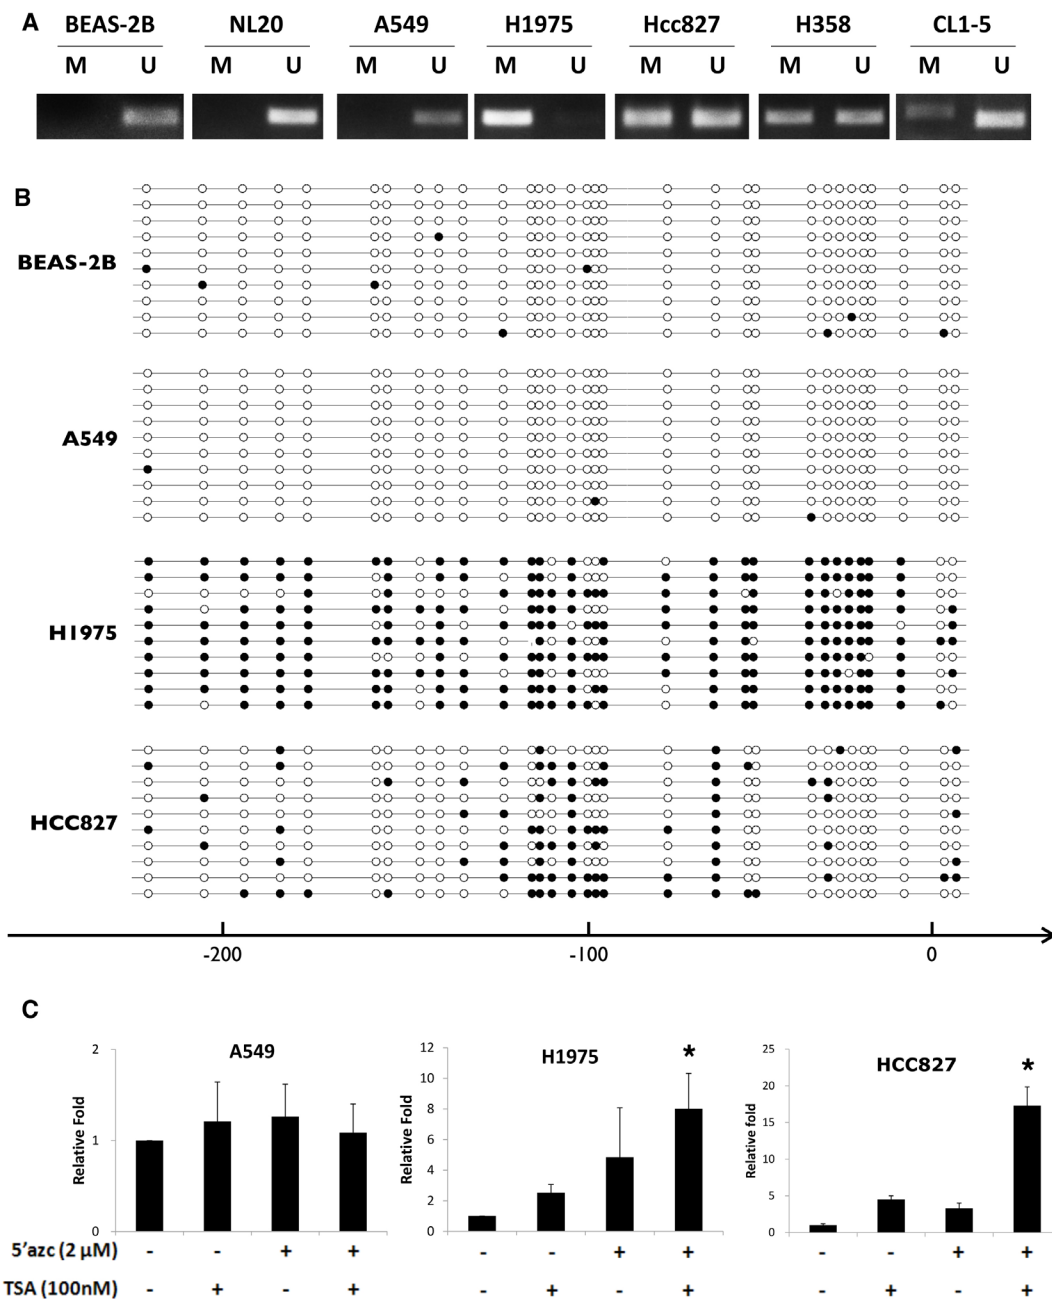 A
BEAS-2B NL20 A549 H1975 Hcc827 H358 CL1-5
M U M U M U M U M U M U M U
B
BEAS-2B
A549
H1975
HCC827
-200 -100 0
C
A549
Relative Fold
2
1
0
H1975
Relative Fold
12
10
8
6
4
2
0
*
HCC827
Relative fold
25
20
15
10
5
0
*
5’azc (2 µM) - - + + - - + + - - + +
TSA (100nM) - + - + - + - + - + - +